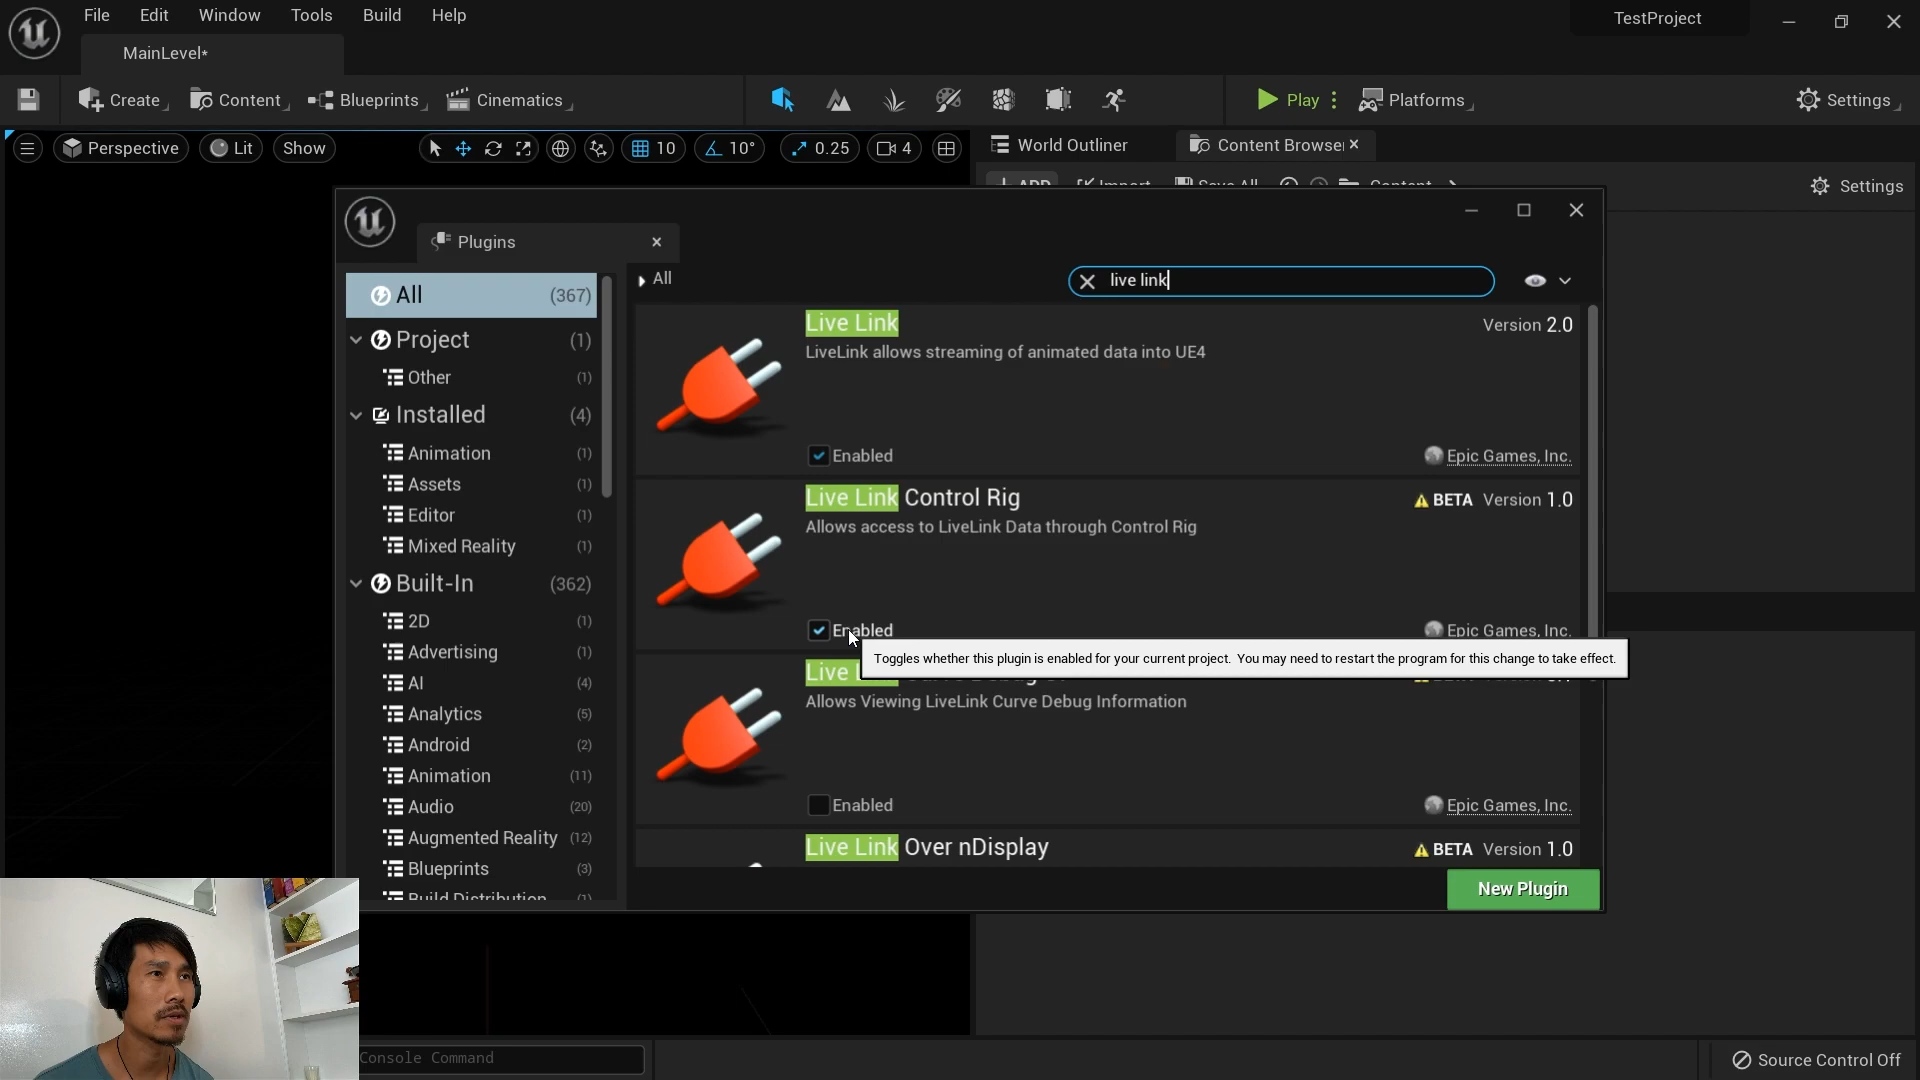 File Edit Window Tools Build Help
TestProject
MainLevel*
Create Content Blueprints Cinematics Play Platforms Settings
Perspective Lit Show 10 10° 0.25 4
World Outliner Content Browse
Settings
Plugins
All (367)
Project (1)
Other (1)
Installed (4)
Animation (1)
Assets (1)
Editor (1)
Mixed Reality (1)
Built-In (362)
2D (1)
Advertising (1)
AI (4)
Analytics (5)
Android (2)
Animation (11)
Audio (20)
Augmented Reality (12)
Blueprints (3)
Build Distribution (1)
All
live link
Live Link Version 2.0
LiveLink allows streaming of animated data into UE4
Enabled Epic Games, Inc.
Live Link Control Rig BETA Version 1.0
Allows access to LiveLink Data through Control Rig
Enabled Epic Games, Inc.
Toggles whether this plugin is enabled for your current project. You may need to restart the program for this change to take effect.
Live
Allows Viewing LiveLink Curve Debug Information
Enabled Epic Games, Inc.
Live Link Over nDisplay BETA Version 1.0
New Plugin
Console Command
Source Control Off